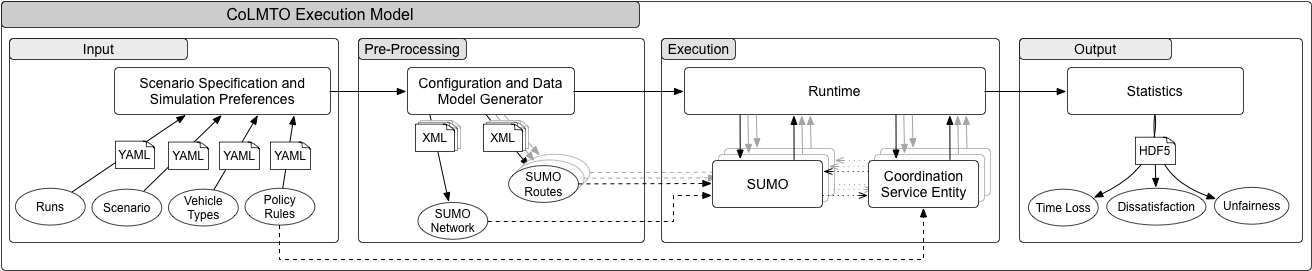 CoLMTO Execution Model
Input
Scenario Specification and
Simulation Preferences
YAML
YAML
YAML
YAML
Runs
Scenario
Vehicle
Types
Policy
Rules
Pre-Processing
Configuration and Data
Model Generator
XML
XML
SUMO
Routes
SUMO
Network
Execution
Runtime
SUMO
Coordination
Service Entity
Output
Statistics
HDF5
Time Loss
Dissatisfaction
Unfairness